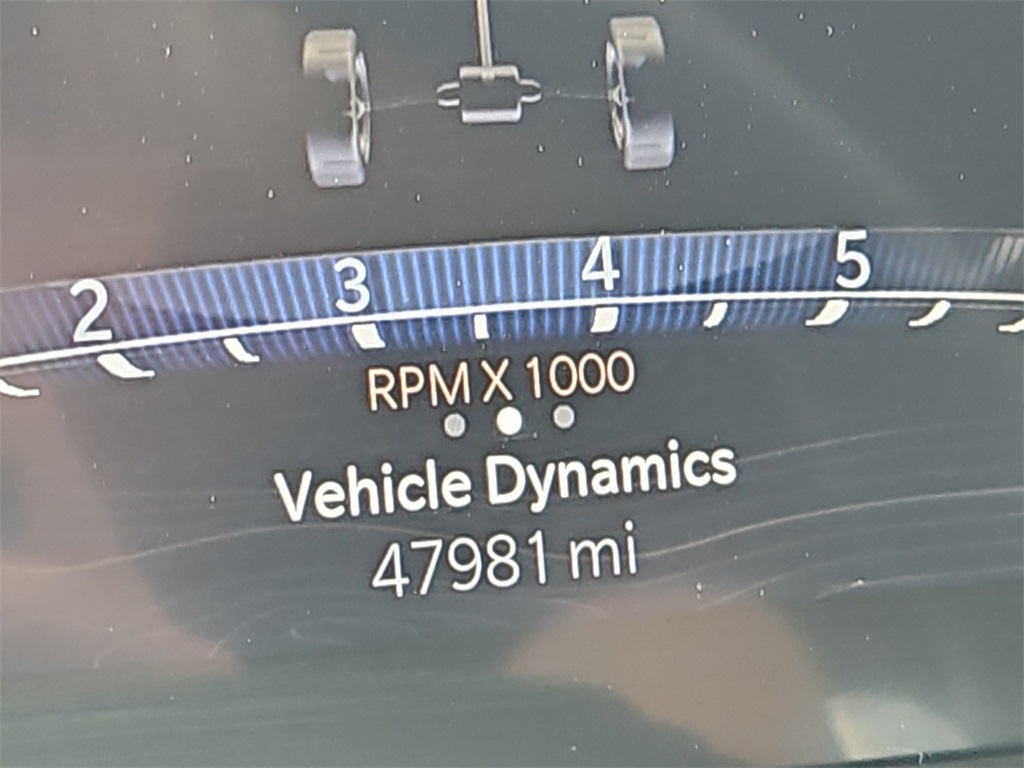 2 3 4 5
RPM X 1000
Vehicle Dynamics
47981 mi